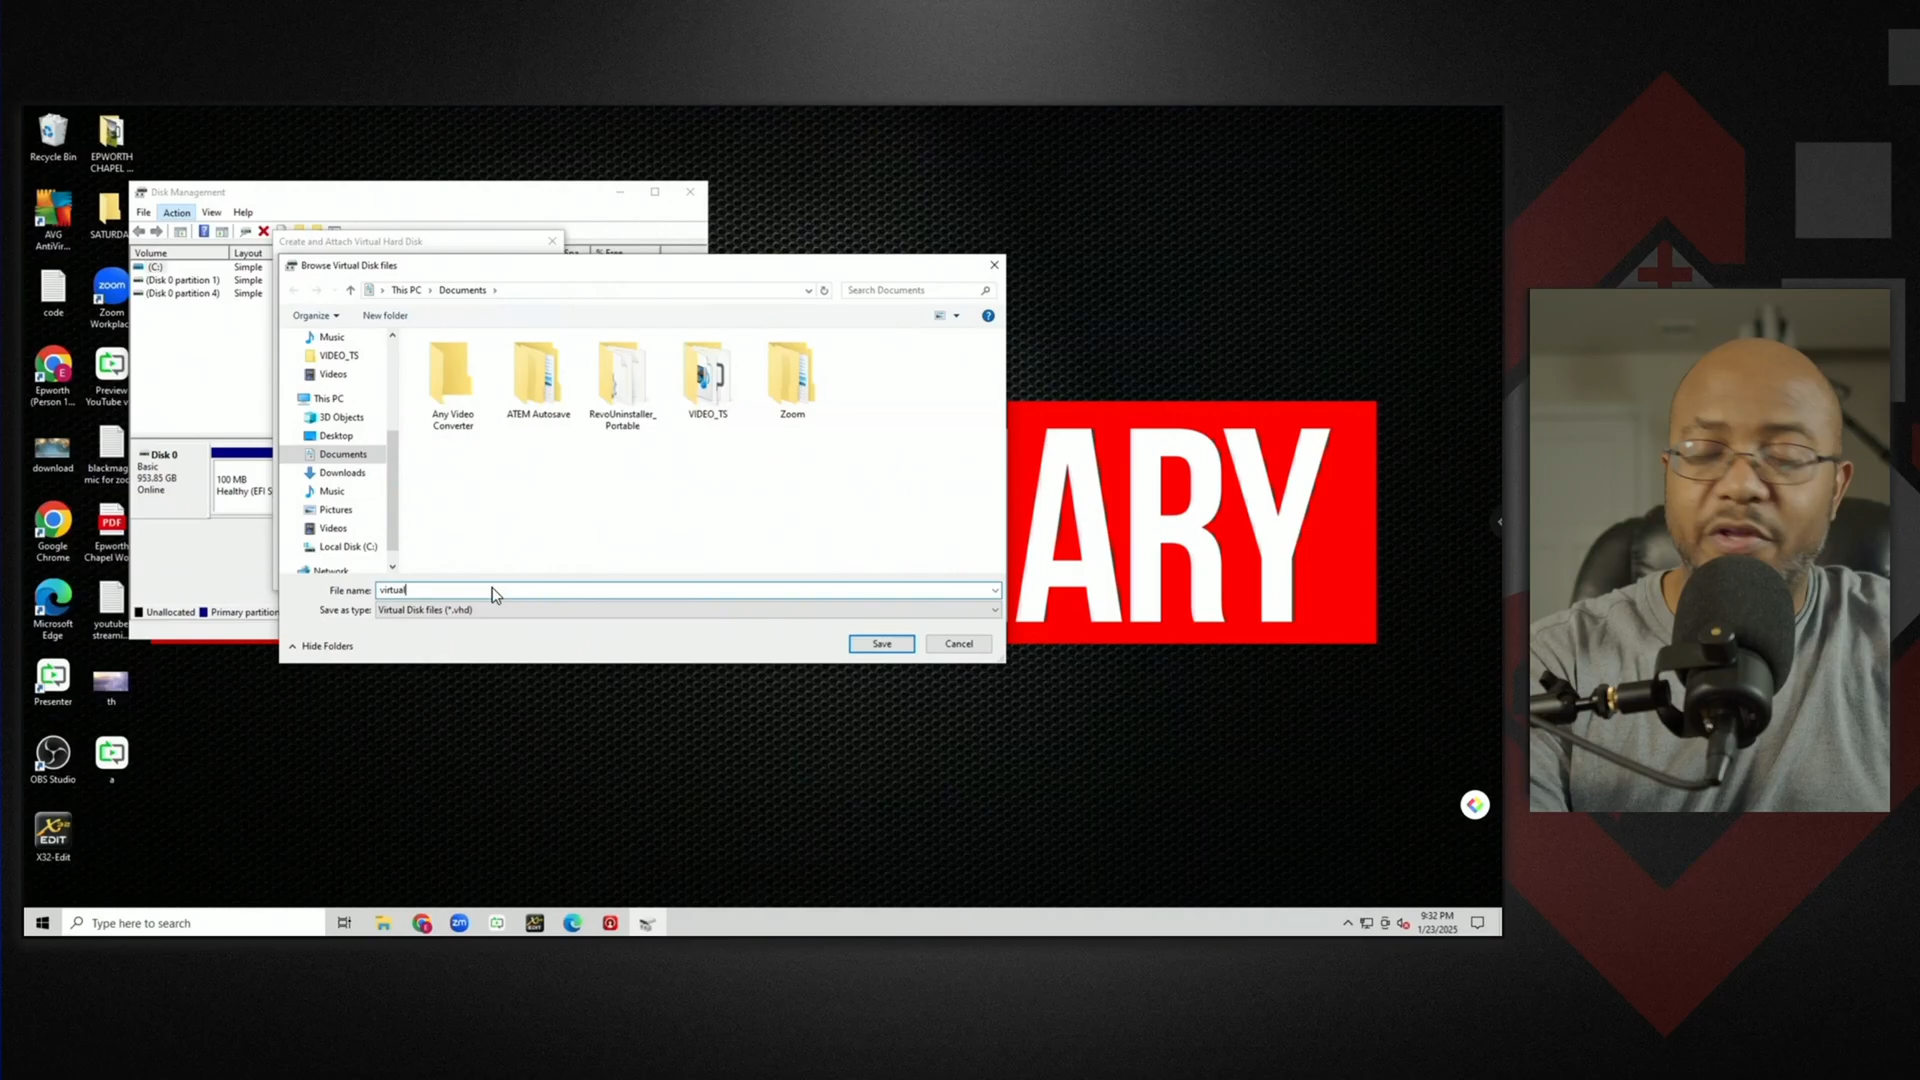 Recycle Bin
EPWORTH
CHAPEL ...
AVG
AntiVir...
SATURDA
code
Zoom
Workplac
Epworth
(Person 1...
Preview
YouTube v
download
blackmag
mic for zoc
Google
Chrome
Epworth
Chapel Wo
Microsoft
Edge
youtube
streami...
Presenter
th
OBS Studio
a
X32-Edit
zoom
PDF
EDIT
Disk Management
File
Action
View
Help
Volume
Layout
(C:)
Simple
(Disk 0 partition 1)
Simple
(Disk 0 partition 4)
Simple
Disk 0
Basic
953.85 GB
Online
100 MB
Healthy (EFI S
Unallocated
Primary partition
Create and Attach Virtual Hard Disk
% Free
Browse Virtual Disk files
This PC > Documents >
Search Documents
Organize
New folder
Music
VIDEO_TS
Videos
This PC
3D Objects
Desktop
Documents
Downloads
Music
Pictures
Videos
Local Disk (C:)
Network
Any Video
Converter
ATEM Autosave
RevoUninstaller_
Portable
VIDEO_TS
Zoom
File name:
virtual
Save as type:
Virtual Disk files (*.vhd)
Hide Folders
Save
Cancel
ARY
Type here to search
zm
9:32 PM
1/23/2025